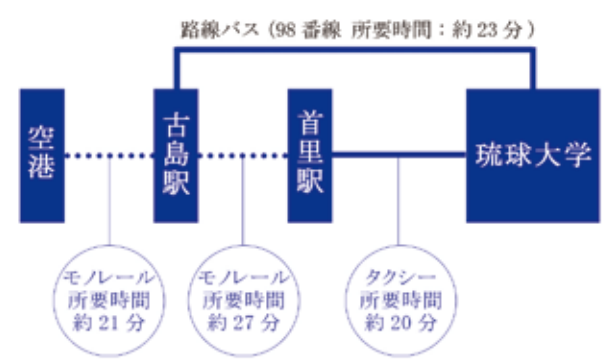 路線バス（98 番線 所要時間：約 23 分）
空港
古島駅
首里駅
琉球大学
モノレール
所要時間
約 21 分
モノレール
所要時間
約 27 分
タクシー
所要時間
約 20 分